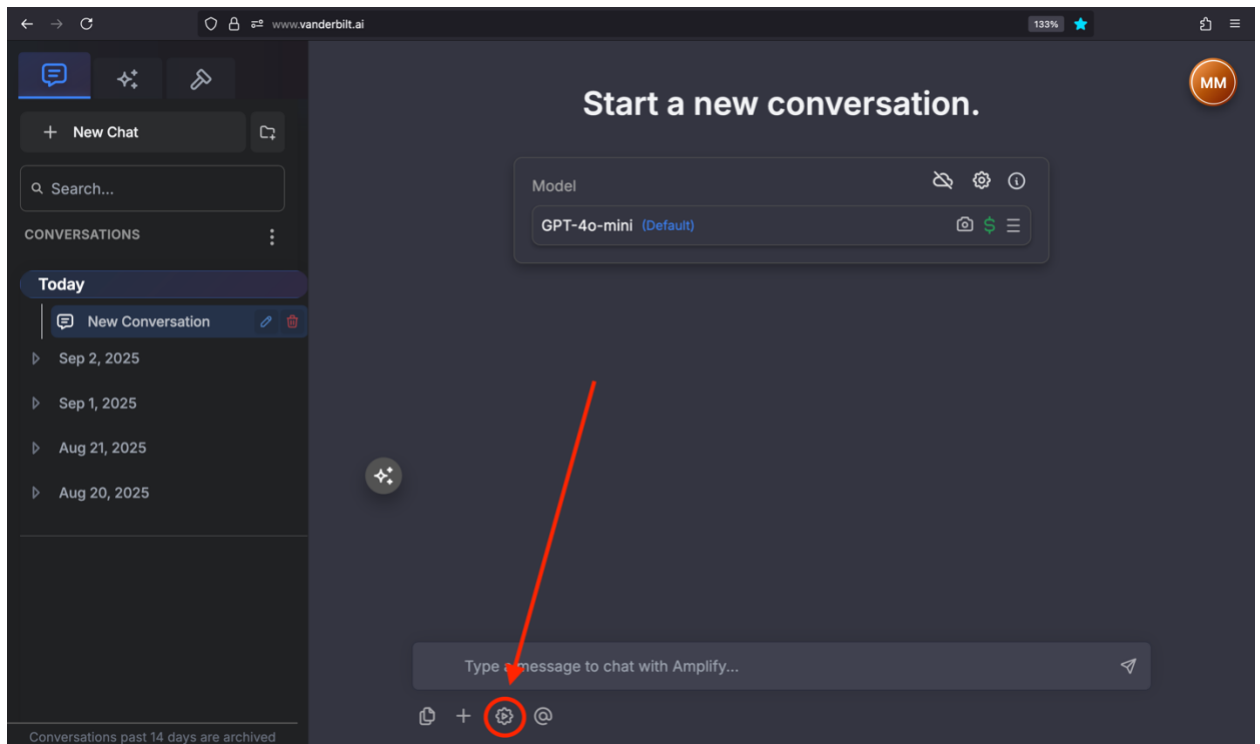 www.vanderbilt.ai
133%
MM
New Chat
Search...
CONVERSATIONS
Today
New Conversation
Sep 2, 2025
Sep 1, 2025
Aug 21, 2025
Aug 20, 2025
Conversations past 14 days are archived
Start a new conversation.
Model
GPT-4o-mini (Default)
$
Type a message to chat with Amplify...